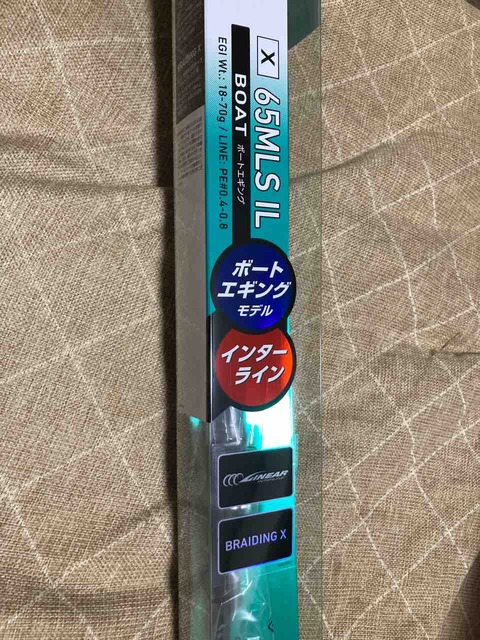 X 65MLS IL
BOAT ボートエギング
EGI Wt.: 18-70g / LINE: PE#0.4-0.8
ボート
エギング
モデル
インター
ライン
LINEAR
BRAIDING X